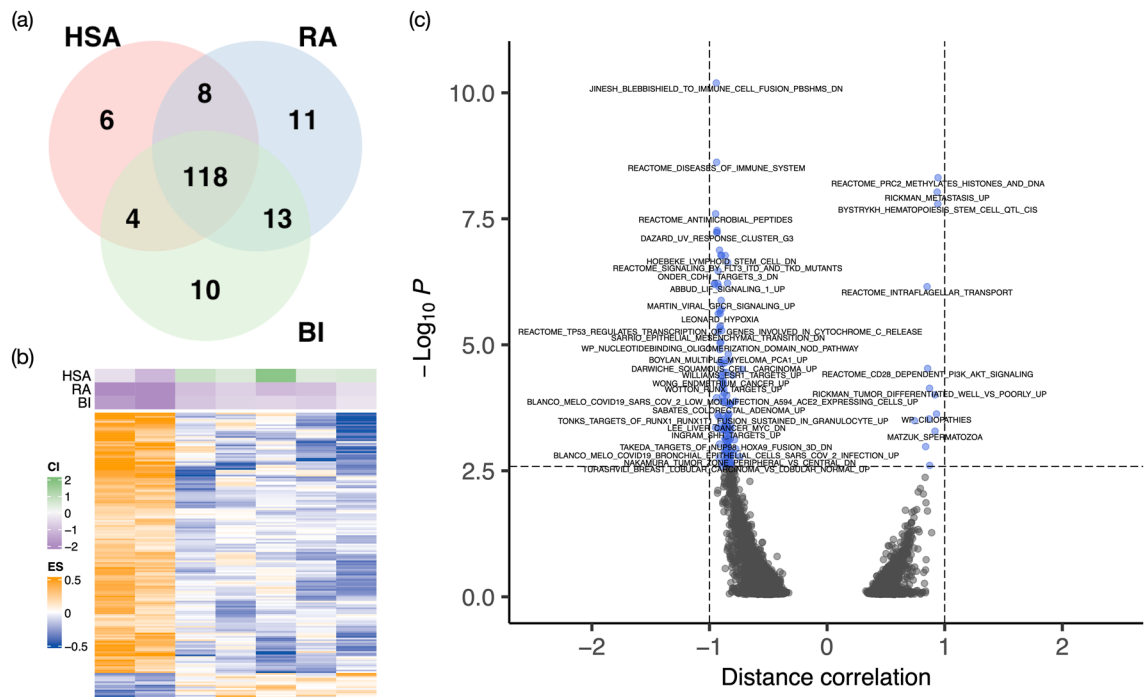 (a)
HSA
RA
6
8
11
118
4
13
10
BI
(b)
HSA
RA
BI
CI
2
1
0
−1
−2
ES
0.5
0
−0.5
(c)
−Log10 P
10.0
7.5
5.0
2.5
0.0
JINESH_BLEBBISHIELD_TO_IMMUNE_CELL_FUSION_PBSHMS_DN
REACTOME_DISEASES_OF_IMMUNE_SYSTEM
REACTOME_PRC2_METHYLATES_HISTONES_AND_DNA
RICKMAN_METASTASIS_UP
BYSTRYKH_HEMATOPOIESIS_STEM_CELL_QTL_CIS
REACTOME_ANTIMICROBIAL_PEPTIDES
DAZARD_UV_RESPONSE_CLUSTER_G3
HOEBEKE_LYMPHOID_STEM_CELL_DN
REACTOME_SIGNALING_BY_FLT3_ITD_AND_TKD_MUTANTS
ONDER_CDH1_TARGETS_3_DN
ABBUD_LIF_SIGNALING_1_UP
REACTOME_INTRAFLAGELLAR_TRANSPORT
MARTIN_VIRAL_GPCR_SIGNALING_UP
LEONARD_HYPOXIA
REACTOME_TP53_REGULATES_TRANSCRIPTION_OF_GENES_INVOLVED_IN_CYTOCHROME_C_RELEASE
SARRIO_EPITHELIAL_MESENCHYMAL_TRANSITION_DN
WP_NUCLEOTIDEBINDING_OLIGOMERIZATION_DOMAIN_NOD_PATHWAY
BOYLAN_MULTIPLE_MYELOMA_PCA1_UP
DARWICHE_SQUAMOUS_CELL_CARCINOMA_UP
WILLIAMS_ESR1_TARGETS_UP
REACTOME_CD28_DEPENDENT_PI3K_AKT_SIGNALING
WONG_ENDMETRIUM_CANCER_UP
WOTTON_RUNX_TARGETS_UP
RICKMAN_TUMOR_DIFFERENTIATED_WELL_VS_POORLY_UP
BLANCO_MELO_COVID19_SARS_COV_2_LOW_MOI_INFECTION_A594_ACE2_EXPRESSING_CELLS_UP
SABATES_COLORECTAL_ADENOMA_UP
TONKS_TARGETS_OF_RUNX1_RUNX1T1_FUSION_SUSTAINED_IN_GRANULOCYTE_UP
WP_CILIOPATHIES
LEE_LIVER_CANCER_MYC_DN
INGRAM_SHH_TARGETS_UP
MATZUK_SPERMATOZOA
TAKEDA_TARGETS_OF_NUP98_HOXA9_FUSION_3D_DN
BLANCO_MELO_COVID19_BRONCHIAL_EPITHELIAL_CELLS_SARS_COV_2_INFECTION_UP
NAKAMURA_TUMOR_ZONE_PERIPHERAL_VS_CENTRAL_DN
TURASHVILI_BREAST_LOBULAR_CARCINOMA_VS_LOBULAR_NORMAL_UP
−2
−1
0
1
2
Distance correlation